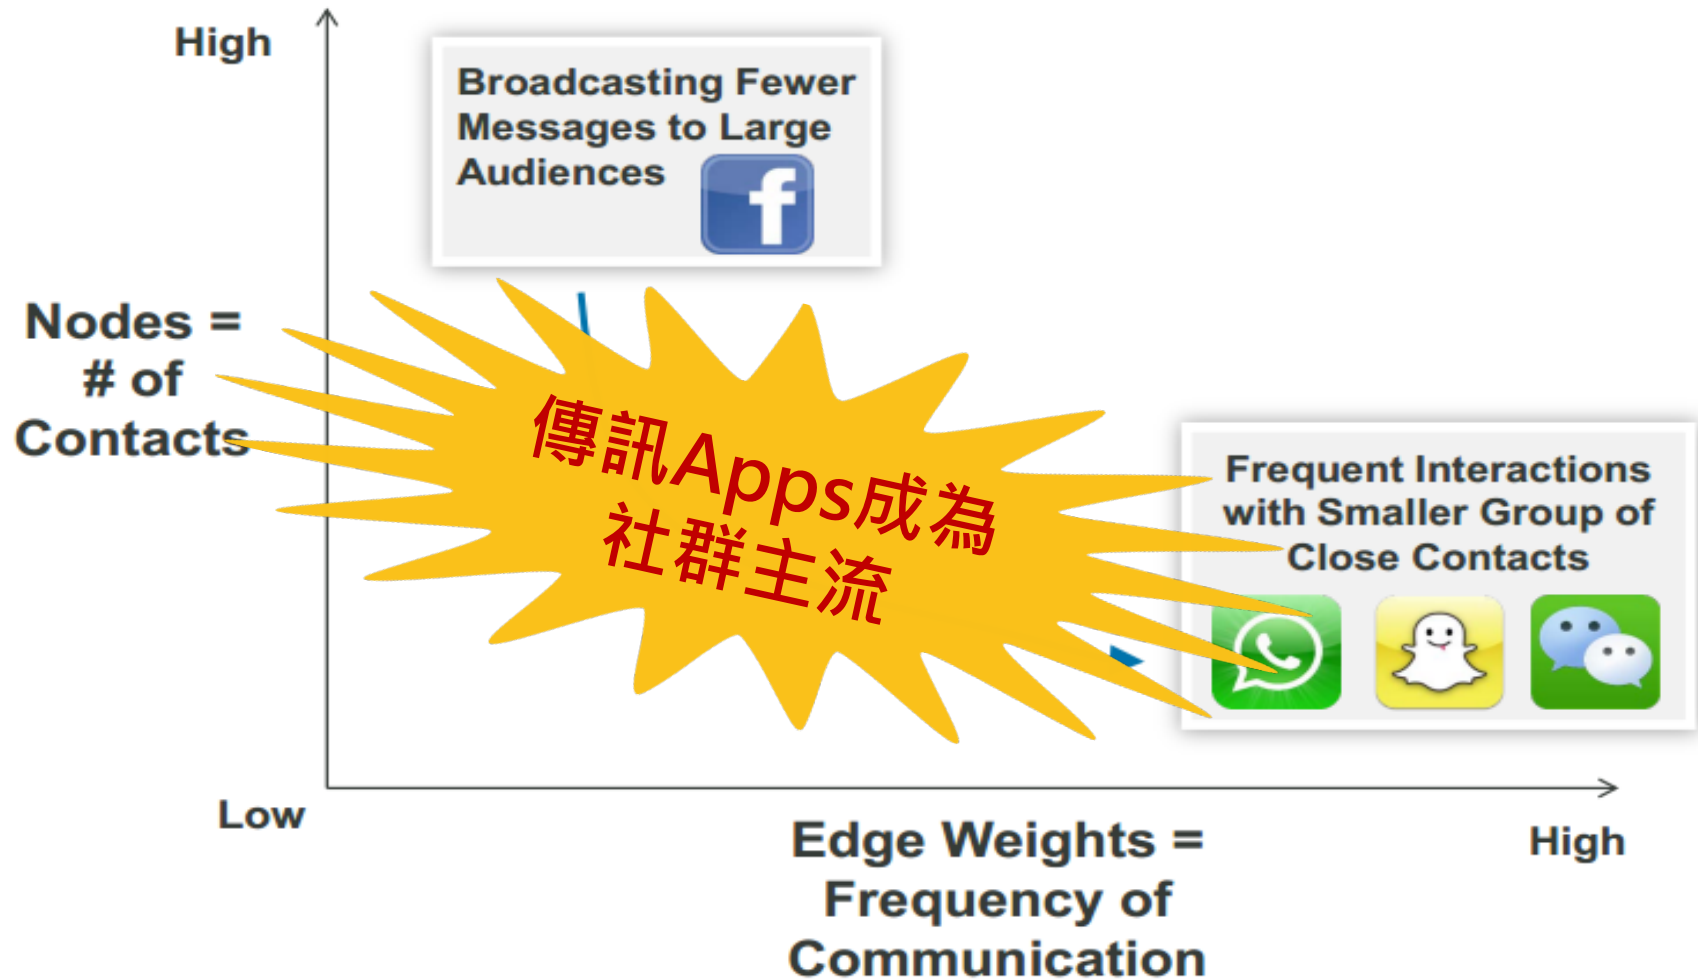 High
Broadcasting Fewer
Messages to Large
Audiences
f
Nodes =
# of
Contacts
傳訊Apps成為
社群主流
Frequent Interactions
with Smaller Group of
Close Contacts
Low
Edge Weights =
Frequency of
Communication
High